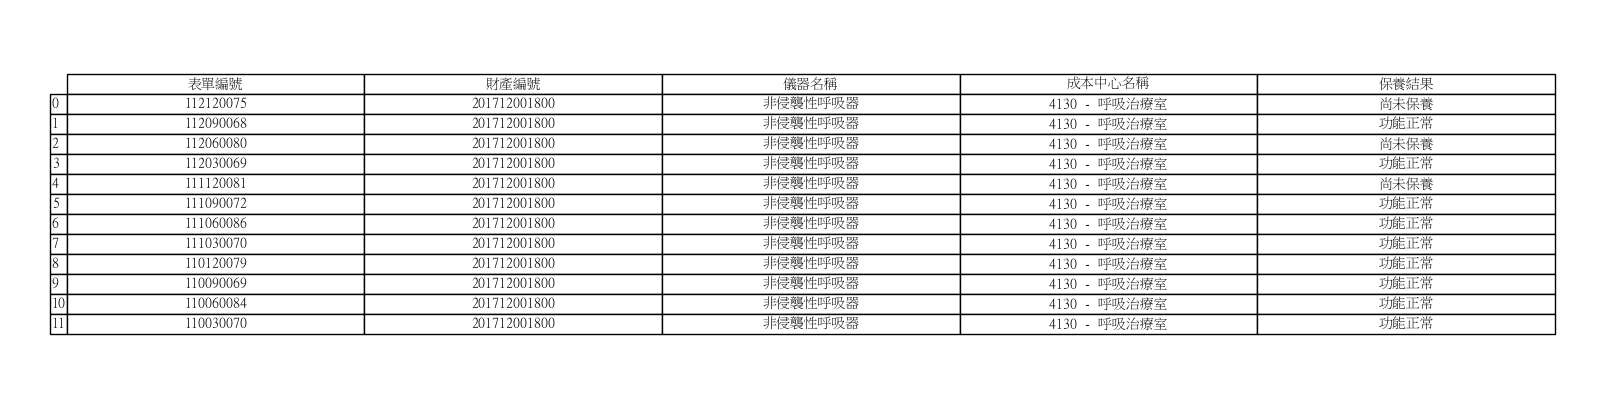 表單編號 財產編號 儀器名稱 成本中心名稱 保養結果
0 112120075 201712001800 非侵襲性呼吸器 4130 - 呼吸治療室 尚未保養
1 112090068 201712001800 非侵襲性呼吸器 4130 - 呼吸治療室 功能正常
2 112060080 201712001800 非侵襲性呼吸器 4130 - 呼吸治療室 尚未保養
3 112030069 201712001800 非侵襲性呼吸器 4130 - 呼吸治療室 功能正常
4 111120081 201712001800 非侵襲性呼吸器 4130 - 呼吸治療室 尚未保養
5 111090072 201712001800 非侵襲性呼吸器 4130 - 呼吸治療室 功能正常
6 111060086 201712001800 非侵襲性呼吸器 4130 - 呼吸治療室 功能正常
7 111030070 201712001800 非侵襲性呼吸器 4130 - 呼吸治療室 功能正常
8 110120079 201712001800 非侵襲性呼吸器 4130 - 呼吸治療室 功能正常
9 110090069 201712001800 非侵襲性呼吸器 4130 - 呼吸治療室 功能正常
10 110060084 201712001800 非侵襲性呼吸器 4130 - 呼吸治療室 功能正常
11 110030070 201712001800 非侵襲性呼吸器 4130 - 呼吸治療室 功能正常